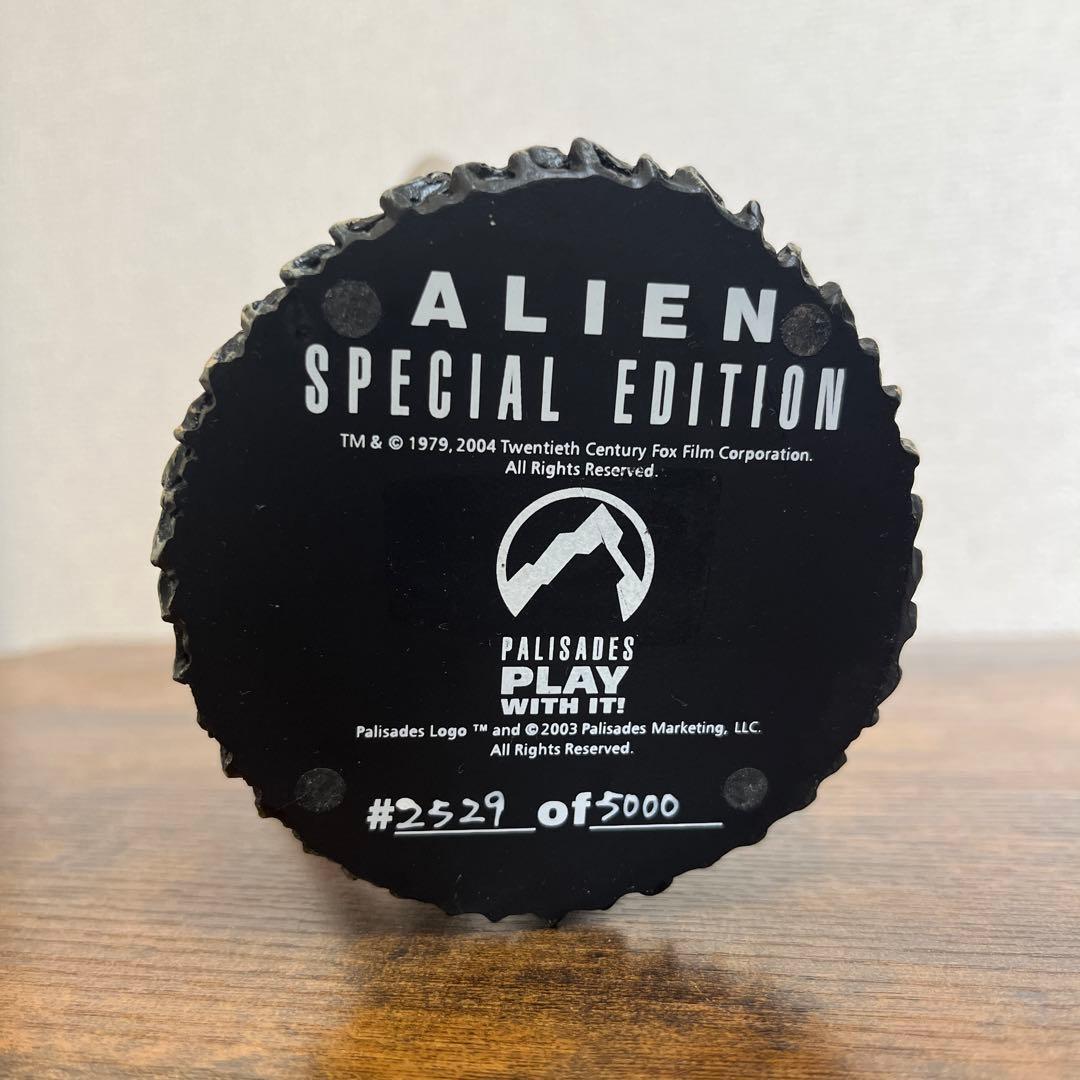 ALIEN
SPECIAL EDITION
TM & © 1979, 2004 Twentieth Century Fox Film Corporation.
All Rights Reserved.
PALISADES
PLAY
WITH IT!
Palisades Logo ™ and © 2003 Palisades Marketing, LLC.
All Rights Reserved.
#2529 of 5000